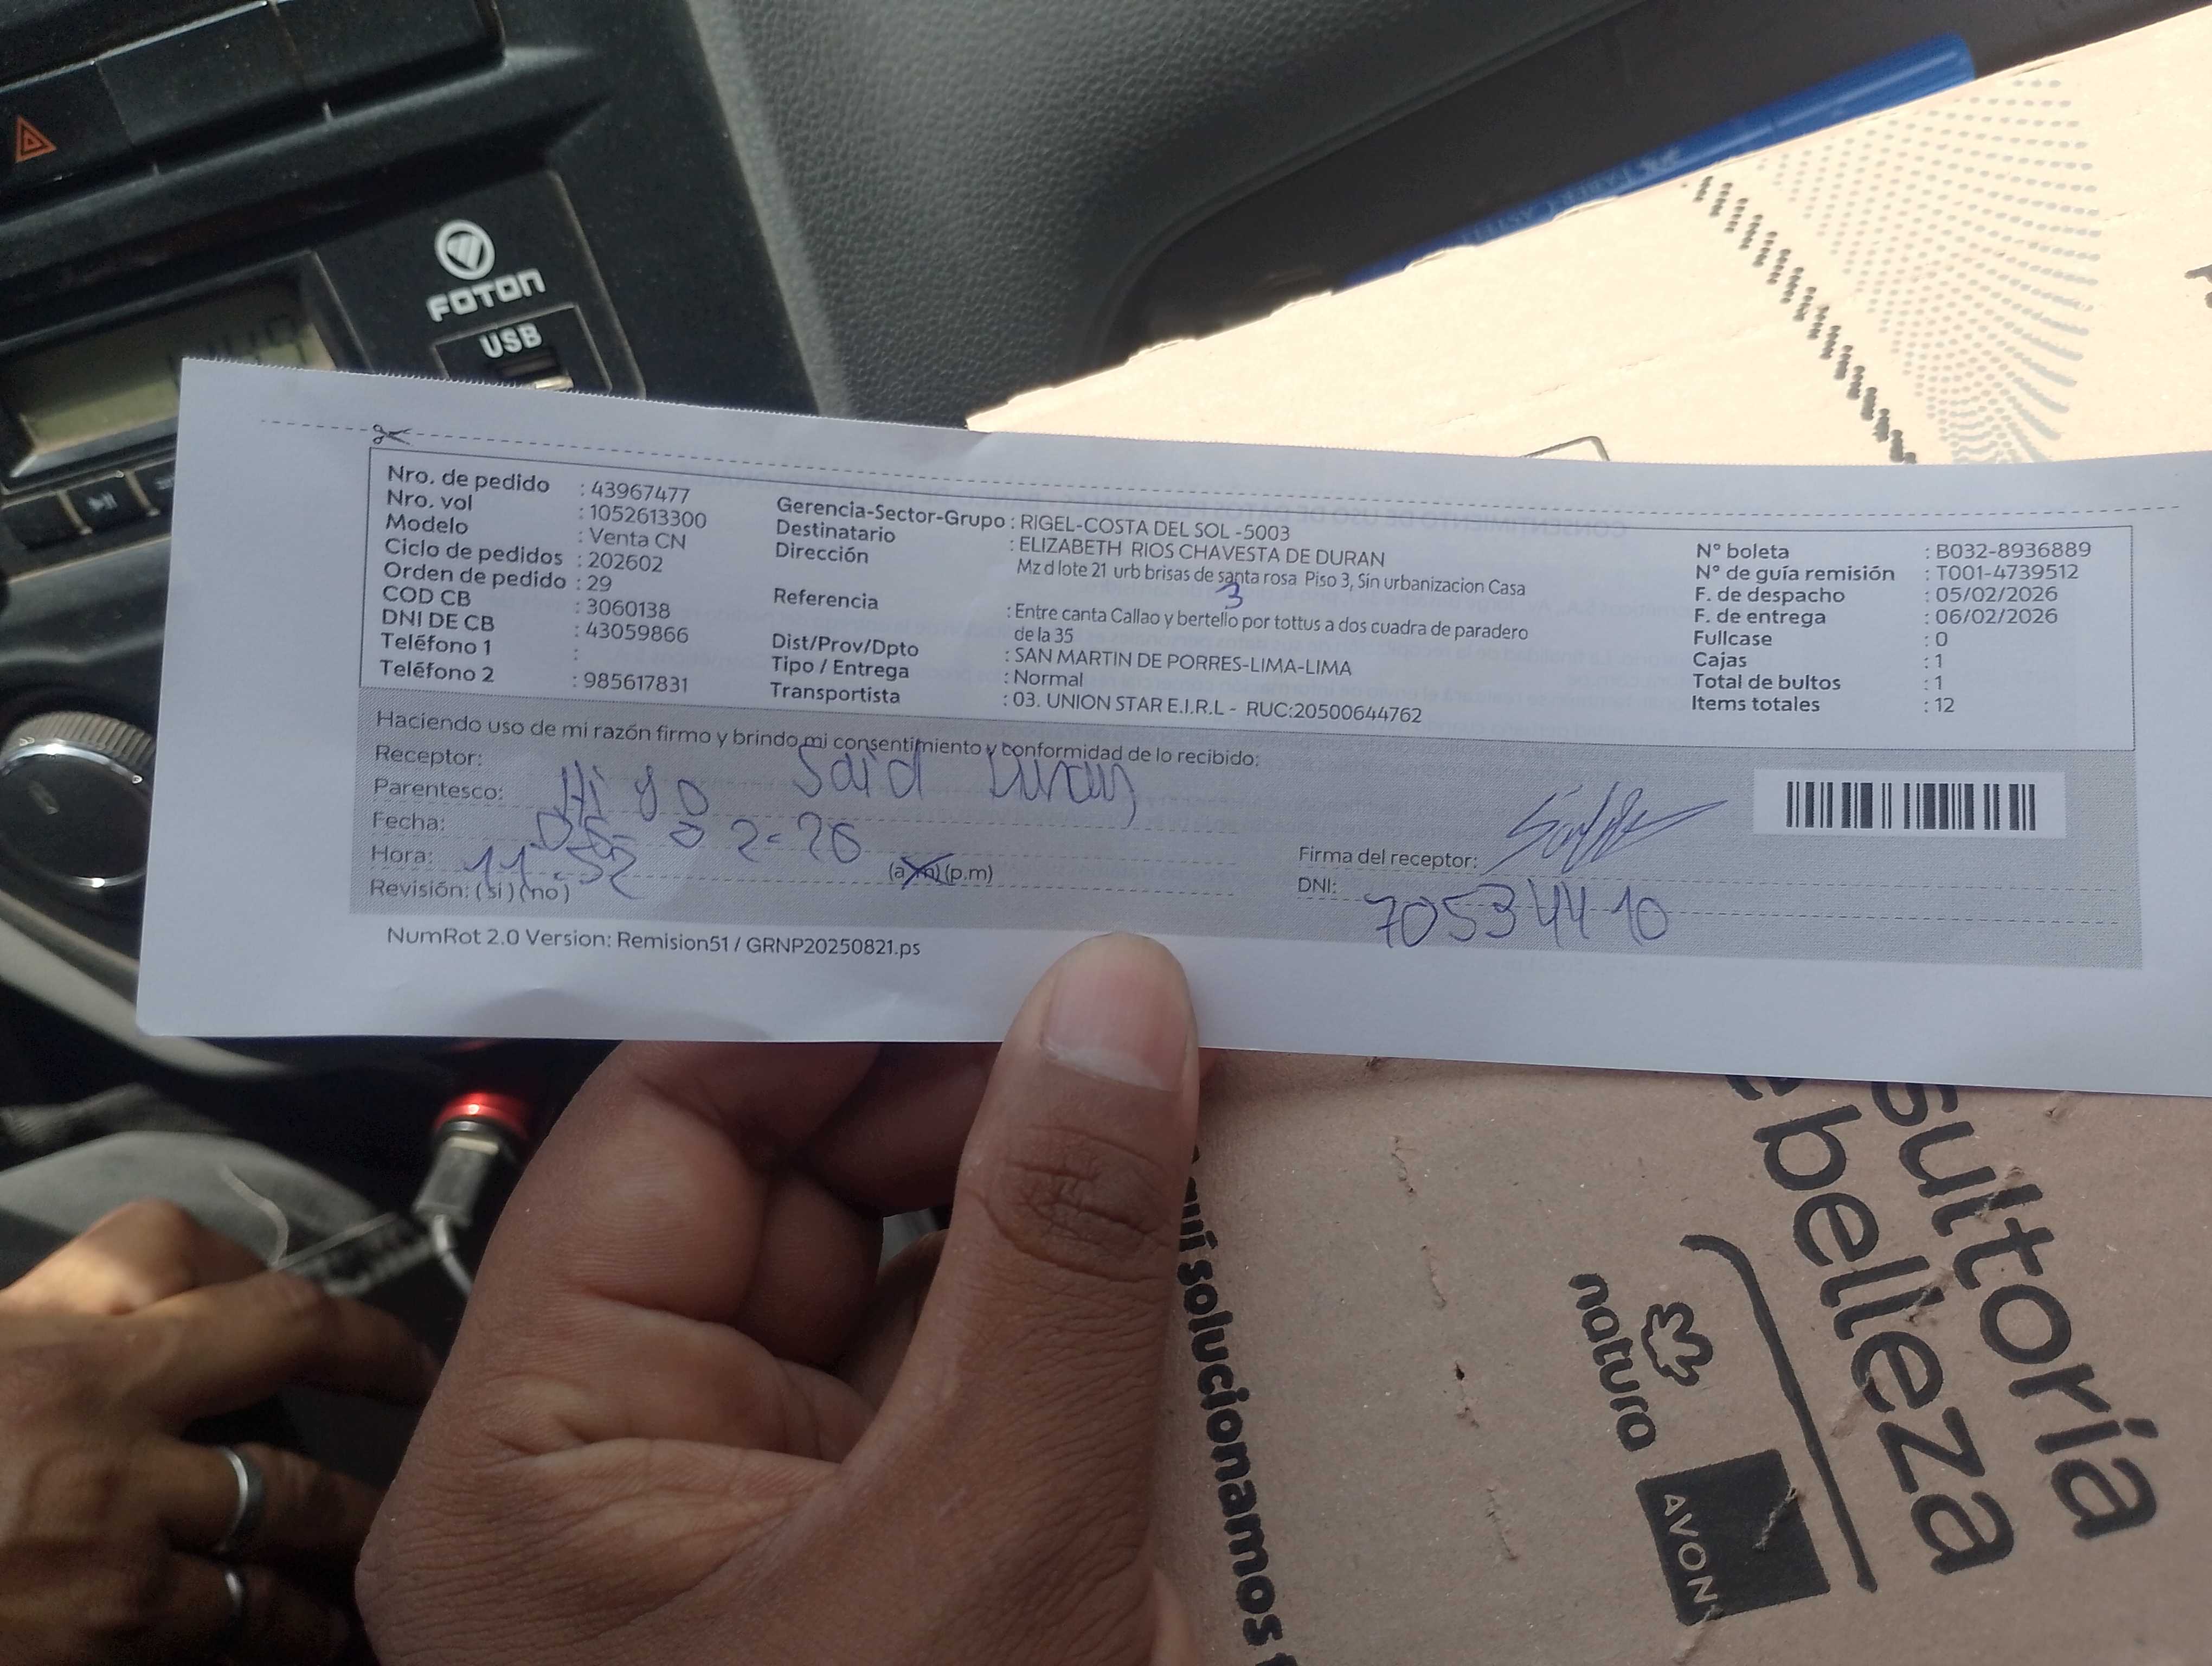 FOTON
USB
Nro. de pedido : 43967477
Nro. vol : 1052613300
Modelo : Venta CN
Ciclo de pedidos : 202602
Orden de pedido : 29
COD CB : 3060138
DNI DE CB : 43059866
Teléfono 1 :
Teléfono 2 : 985617831
Gerencia-Sector-Grupo : RIGEL-COSTA DEL SOL -5003
Destinatario : ELIZABETH RIOS CHAVESTA DE DURAN
Dirección : Mz d lote 21 urb brisas de santa rosa Piso 3, Sin urbanizacion Casa
3
Referencia : Entre canta Callao y bertello por tottus a dos cuadra de paradero
de la 35
Dist/Prov/Dpto : SAN MARTIN DE PORRES-LIMA-LIMA
Tipo / Entrega : Normal
Transportista : 03. UNION STAR E.I.R.L - RUC:20500644762
N° boleta : B032-8936889
N° de guía remisión : T001-4739512
F. de despacho : 05/02/2026
F. de entrega : 06/02/2026
Fullcase : 0
Cajas : 1
Total de bultos : 1
Items totales : 12
Haciendo uso de mi razón firmo y brindo mi consentimiento y conformidad de lo recibido:
Receptor: Said Duran
Parentesco: Hijo
Fecha: 06-02-26
Hora: 11:52 (a.m) (p.m)
Revisión: (si) (no)
Firma del receptor:
DNI: 70534410
NumRot 2.0 Version: Remision51 / GRNP20250821.ps
sultoría
e belleza
natura
AVON
quí solucionamos